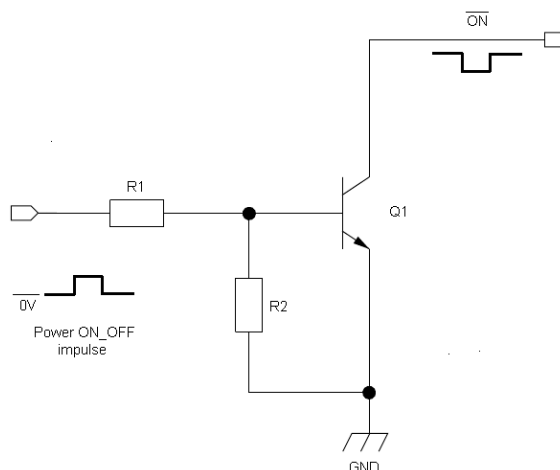 ON
R1
Q1
R2
0V
Power ON_OFF
impulse
GND